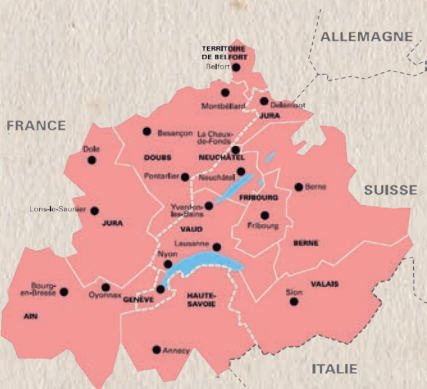 ALLEMAGNE
TERRITOIRE
DE BELFORT
Belfort
Montbéliard
Delémont
JURA
FRANCE
Besançon
La Chaux-
de-Fonds
Dole
DOUBS
NEUCHÂTEL
Pontarlier
Neuchâtel
Berne
SUISSE
FRIBOURG
Lons-le-Saunier
Yverdon-
les-Bains
JURA
VAUD
Fribourg
Lausanne
BERNE
Nyon
VALAIS
Bourg-
en-Bresse
Oyonnax
GENÈVE
HAUTE-
SAVOIE
Sion
AIN
Annecy
ITALIE